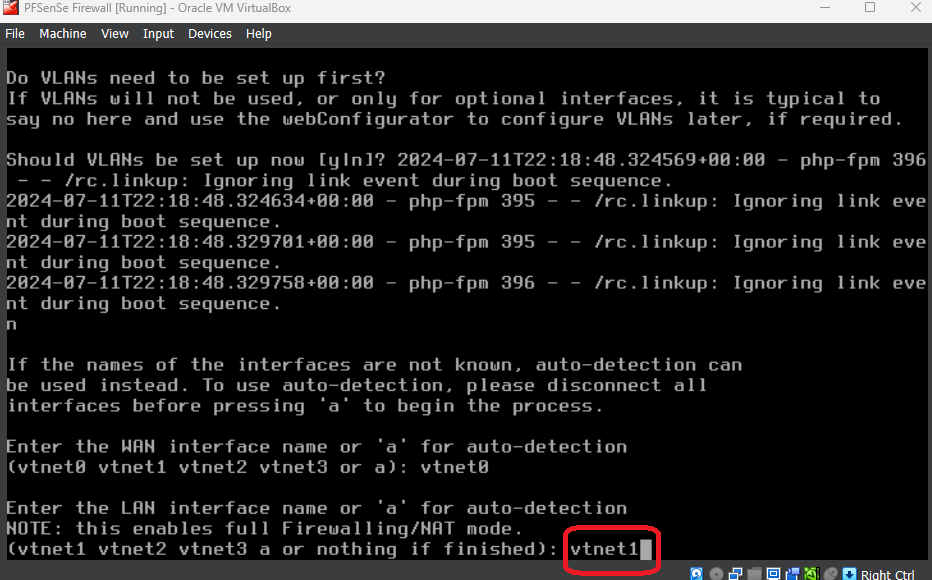 PFSenSe Firewall [Running] - Oracle VM VirtualBox
File Machine View Input Devices Help
Do VLANs need to be set up first?
If VLANs will not be used, or only for optional interfaces, it is typical to
say no here and use the webConfigurator to configure VLANs later, if required.
Should VLANs be set up now [y|n]? 2024-07-11T22:18:48.324569+00:00 - php-fpm 396
 - - /rc.linkup: Ignoring link event during boot sequence.
2024-07-11T22:18:48.324634+00:00 - php-fpm 395 - - /rc.linkup: Ignoring link eve
nt during boot sequence.
2024-07-11T22:18:48.329701+00:00 - php-fpm 395 - - /rc.linkup: Ignoring link eve
nt during boot sequence.
2024-07-11T22:18:48.329758+00:00 - php-fpm 396 - - /rc.linkup: Ignoring link eve
nt during boot sequence.
n
If the names of the interfaces are not known, auto-detection can
be used instead. To use auto-detection, please disconnect all
interfaces before pressing 'a' to begin the process.
Enter the WAN interface name or 'a' for auto-detection
(vtnet0 vtnet1 vtnet2 vtnet3 or a): vtnet0
Enter the LAN interface name or 'a' for auto-detection
NOTE: this enables full Firewalling/NAT mode.
(vtnet1 vtnet2 vtnet3 a or nothing if finished): vtnet1
Right Ctrl